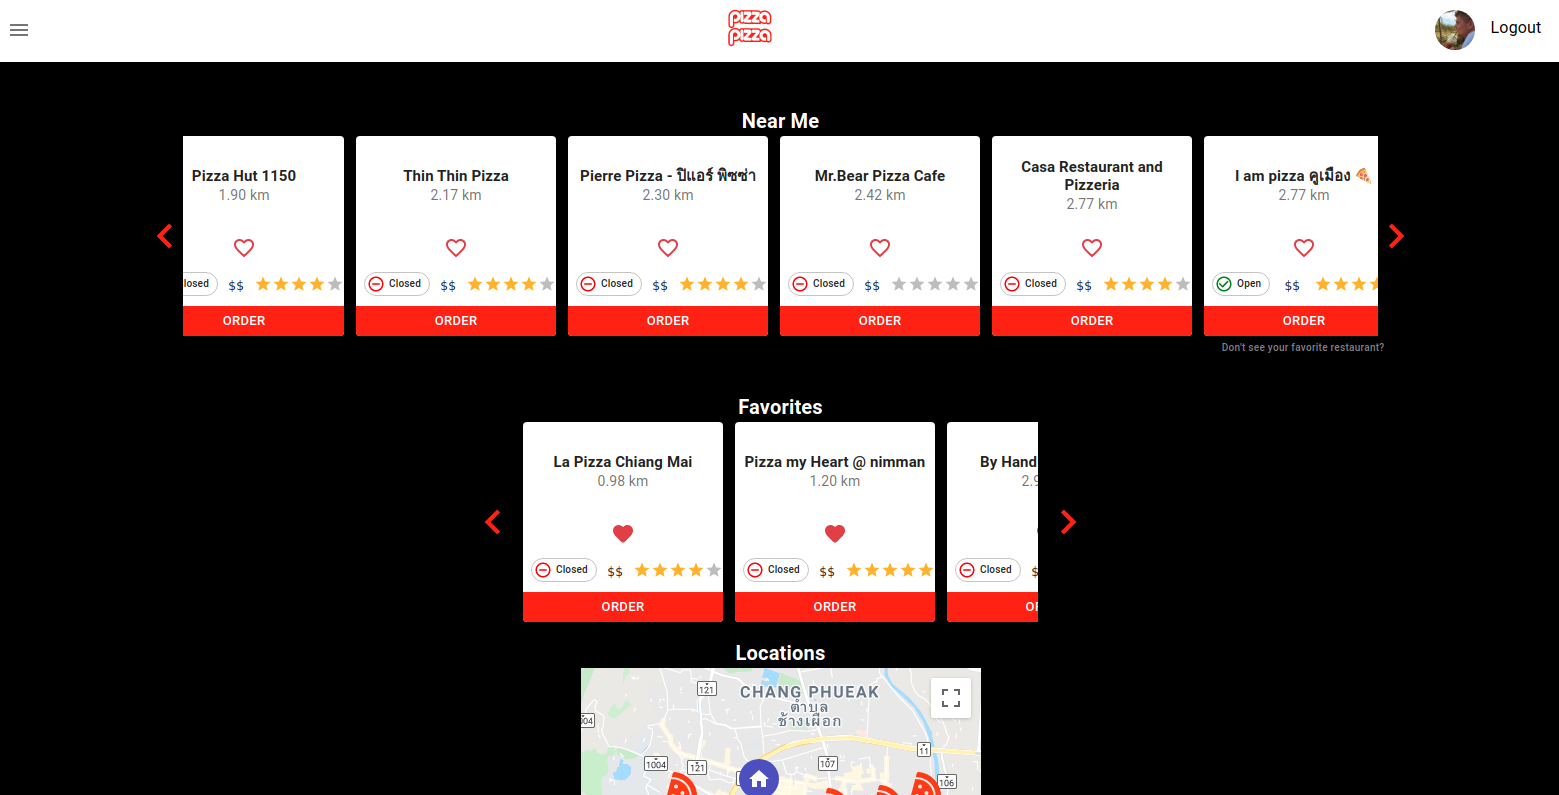 pizza
pizza
Logout
Near Me
Pizza Hut 1150
1.90 km
losed
$$
ORDER
Thin Thin Pizza
2.17 km
Closed
$$
ORDER
Pierre Pizza - ปิแอร์ พิซซ่า
2.30 km
Closed
$$
ORDER
Mr.Bear Pizza Cafe
2.42 km
Closed
$$
ORDER
Casa Restaurant and
Pizzeria
2.77 km
Closed
$$
ORDER
I am pizza คูเมือง 🍕
2.77 km
Open
$$
ORDER
Don't see your favorite restaurant?
Favorites
La Pizza Chiang Mai
0.98 km
Closed
$$
ORDER
Pizza my Heart @ nimman
1.20 km
Closed
$$
ORDER
By Hand
2.9
Closed
$
OR
Locations
121
CHANG PHUEAK
ตำบล
ช้างเผือก
004
11
1004
121
107
106